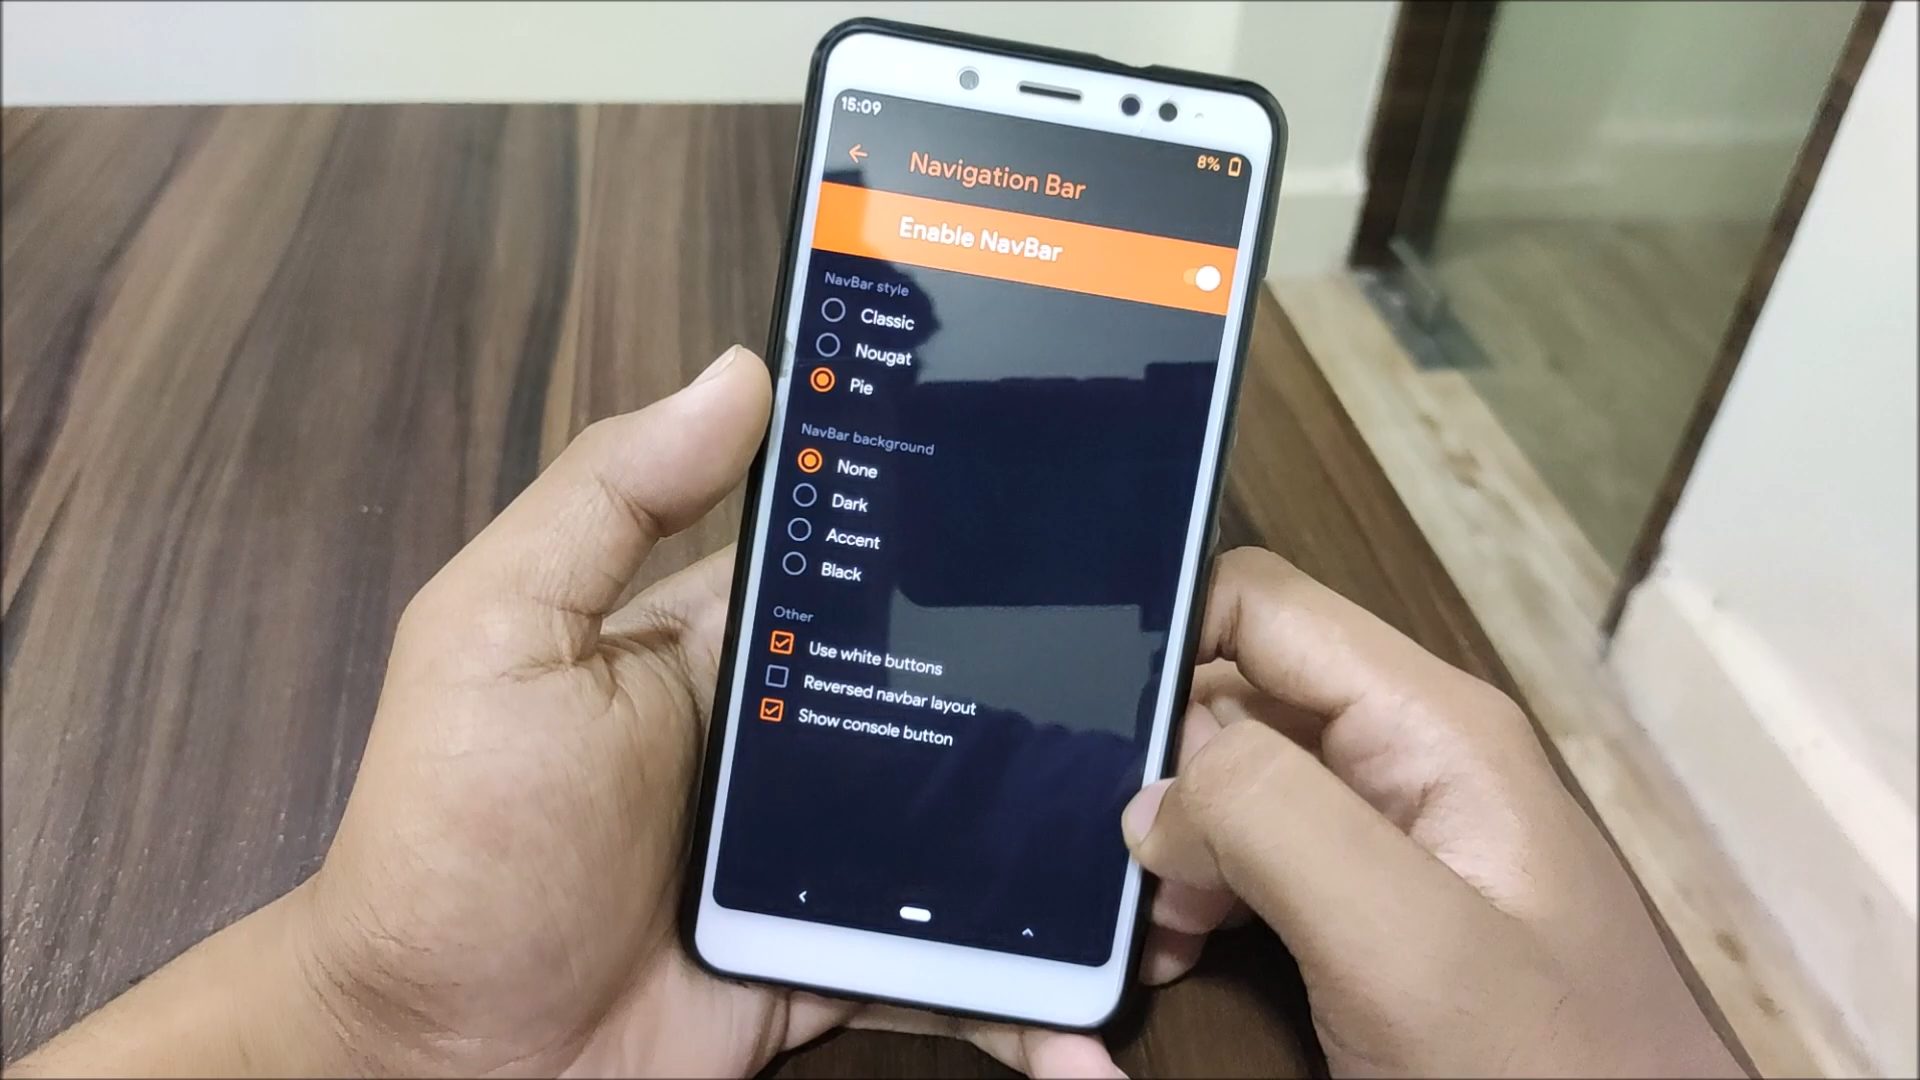 15:09
8%
Navigation Bar
Enable NavBar
NavBar style
Classic
Nougat
Pie
NavBar background
None
Dark
Accent
Black
Other
Use white buttons
Reversed navbar layout
Show console button